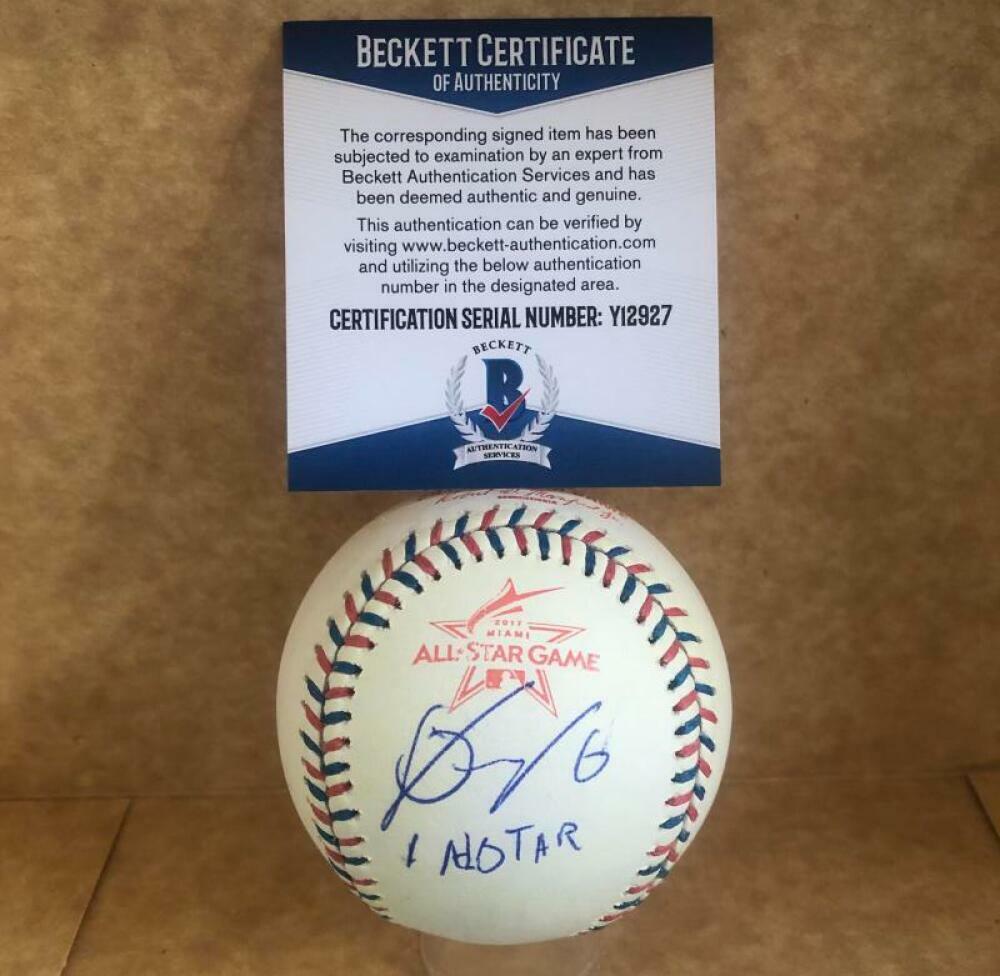 BECKETT CERTIFICATE
OF AUTHENTICITY
The corresponding signed item has been
subjected to examination by an expert from
Beckett Authentication Services and has
been deemed authentic and genuine.
This authentication can be verified by
visiting www.beckett-authentication.com
and utilizing the below authentication
number in the designated area.
CERTIFICATION SERIAL NUMBER: Y12927
BECKETT
B
AUTHENTICATION
SERVICES
2017
MIAMI
ALL STAR GAME
6